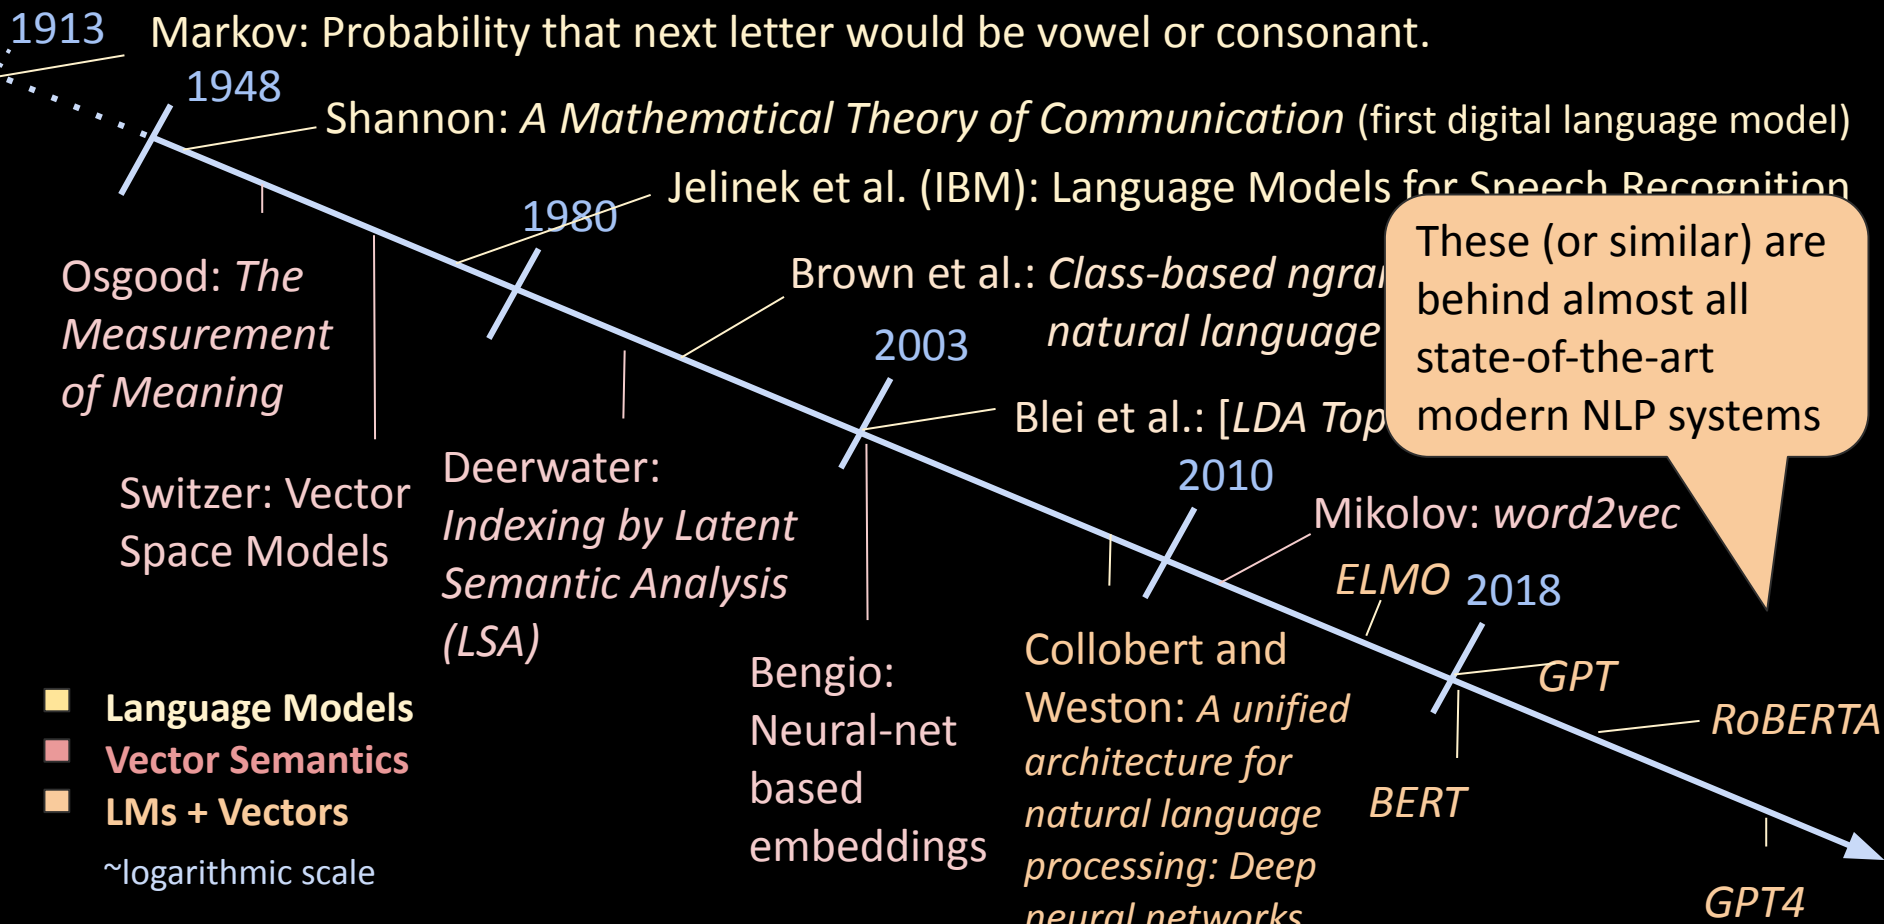 1913
Markov: Probability that next letter would be vowel or consonant.
1948
Shannon: A Mathematical Theory of Communication (first digital language model)
Jelinek et al. (IBM): Language Models for Speech Recognition
1980
Osgood: The
Measurement
of Meaning
Brown et al.: Class-based
natural language
These (or similar) are
behind almost all
state-of-the-art
modern NLP systems
2003
Blei et al.: [LDA
Switzer: Vector
Space Models
Deerwater:
Indexing by Latent
Semantic Analysis
(LSA)
2010
Mikolov: word2vec
ELMO
2018
Bengio:
Neural-net
based
embeddings
Collobert and
Weston: A unified
architecture for
natural language
processing: Deep
neural networks
GPT
RoBERTA
BERT
GPT4
Language Models
Vector Semantics
LMs + Vectors
~logarithmic scale